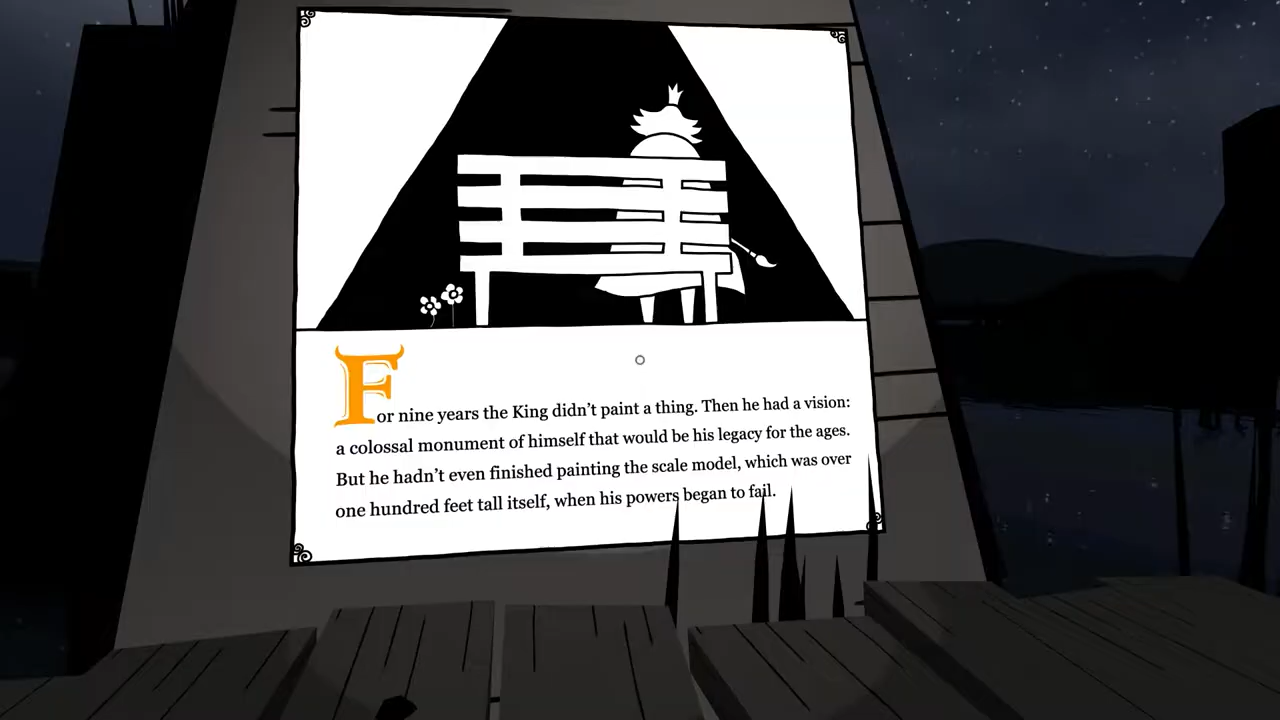 For nine years the King didn’t paint a thing. Then he had a vision:
a colossal monument of himself that would be his legacy for the ages.
But he hadn’t even finished painting the scale model, which was over
one hundred feet tall itself, when his powers began to fail.